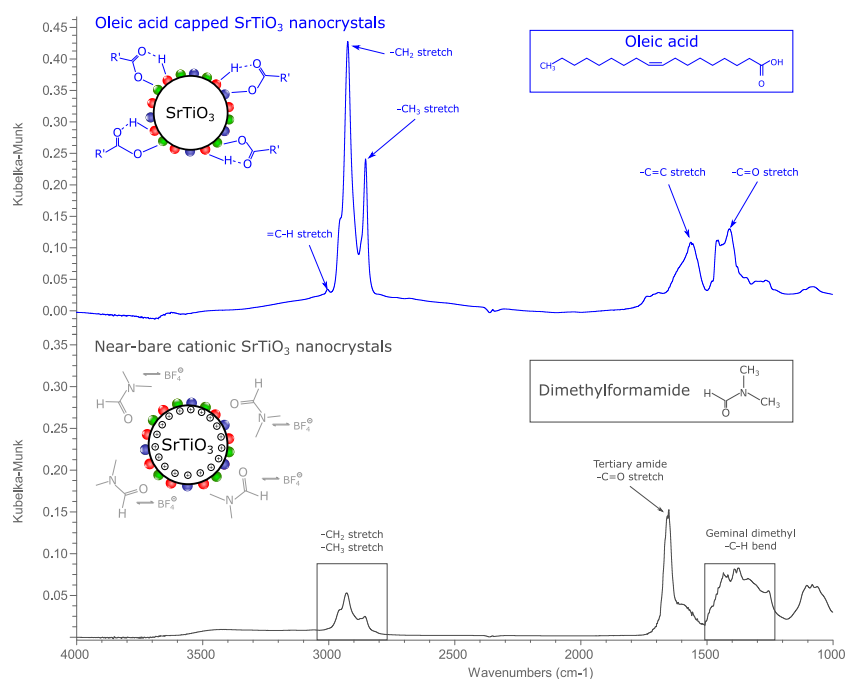 Oleic acid capped SrTiO₃ nanocrystals
Kubelka-Munk
0.45
0.40
0.35
0.30
0.25
0.20
0.15
0.10
0.05
0.00
R'
O
H
O
H
O
O
R'
SrTiO₃
O
H
R'
O
O
H
O
R'
–CH₂ stretch
–CH₃ stretch
=C–H stretch
Oleic acid
CH₃
OH
O
–C=C stretch
–C=O stretch
Near-bare cationic SrTiO₃ nanocrystals
Kubelka-Munk
0.35
0.30
0.25
0.20
0.15
0.10
0.05
N
BF₄⊖
H
O
H
O
N
BF₄⊖
SrTiO₃
N
O
H
BF₄⊖
O
N
H
BF₄⊖
Dimethylformamide
CH₃
H
N
O
CH₃
Tertiary amide
–C=O stretch
–CH₂ stretch
–CH₃ stretch
Geminal dimethyl
–C–H bend
4000
3500
3000
2500
2000
1500
1000
Wavenumbers (cm-1)